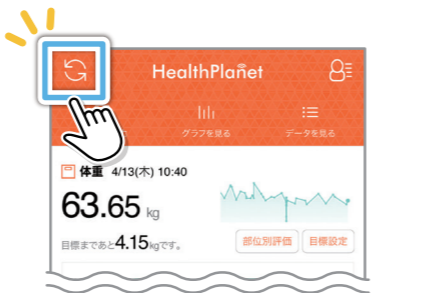 HealthPlanet
グラフを見る
データを見る
体重 4/13(木) 10:40
63.65 kg
目標まであと4.15kgです。
部位別評価
目標設定